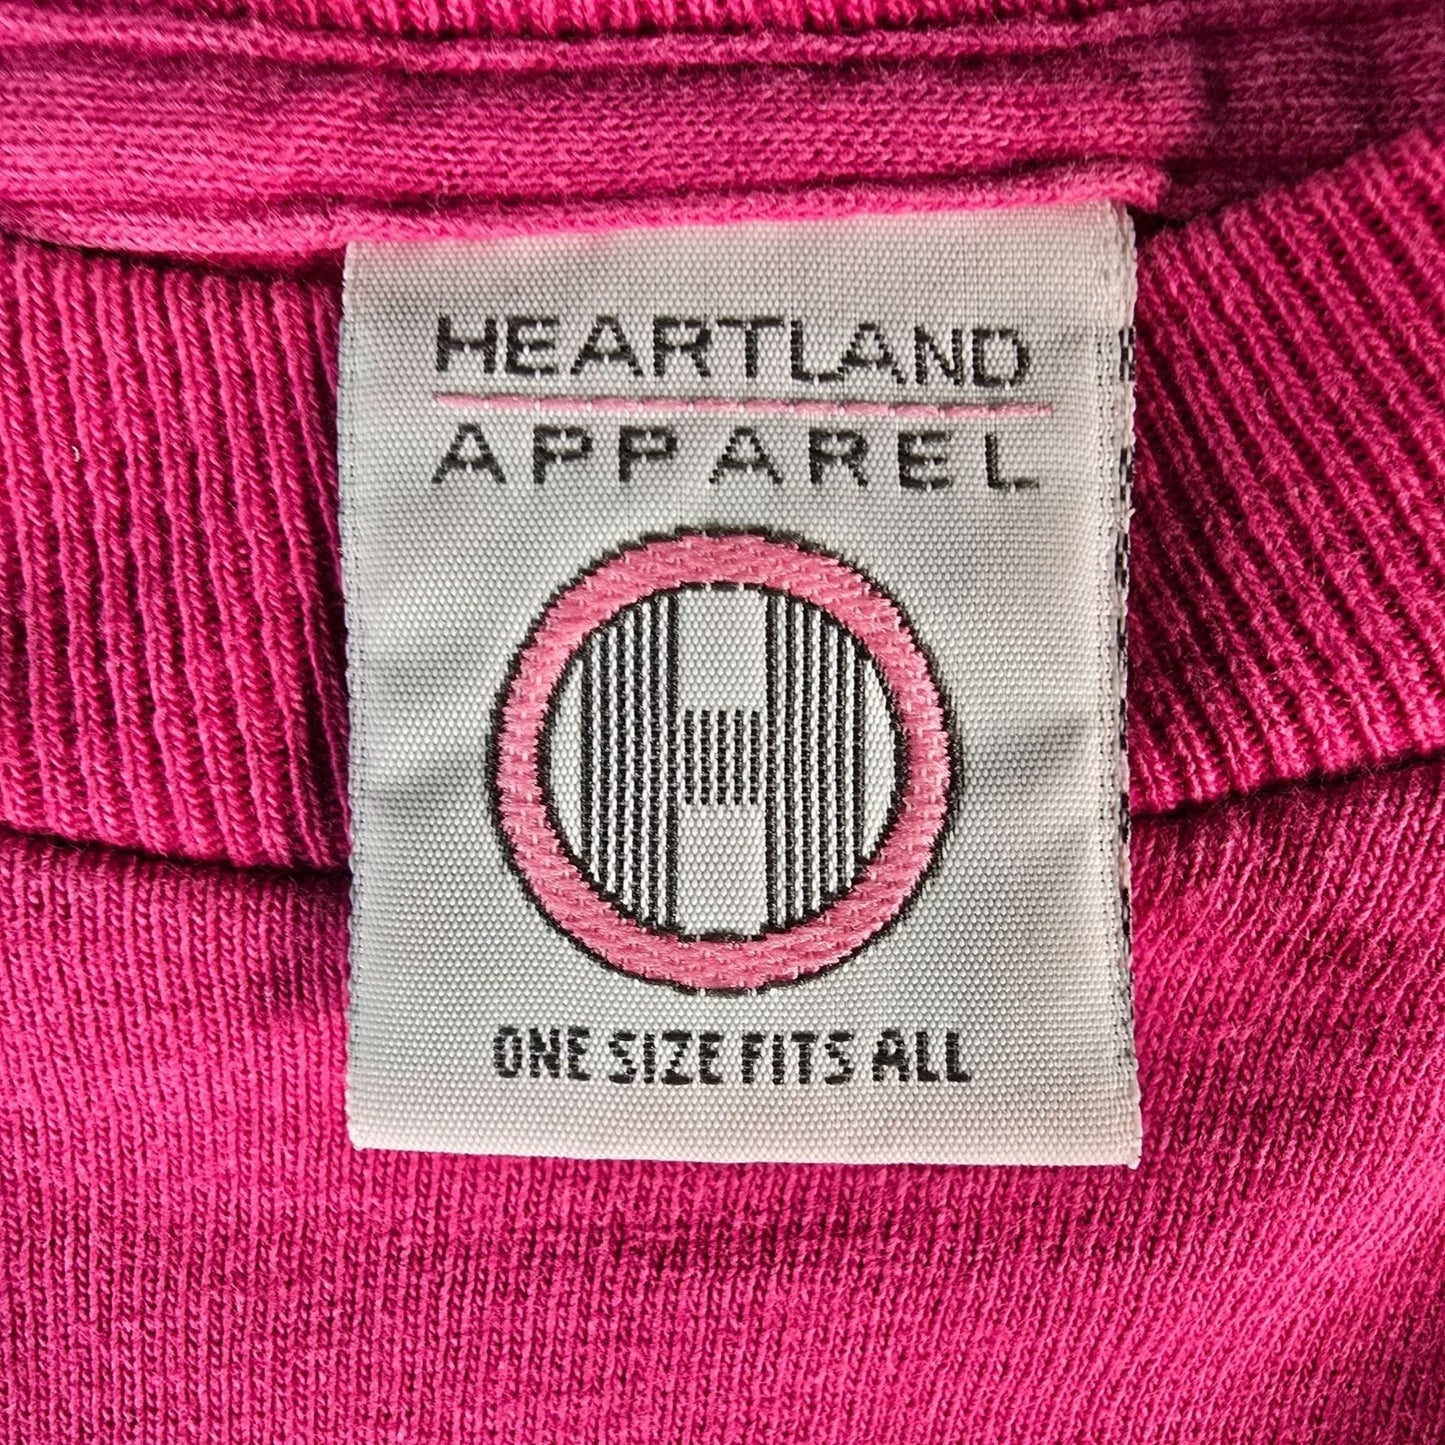 HEARTLAND
APPAREL
H
ONE SIZE FITS ALL